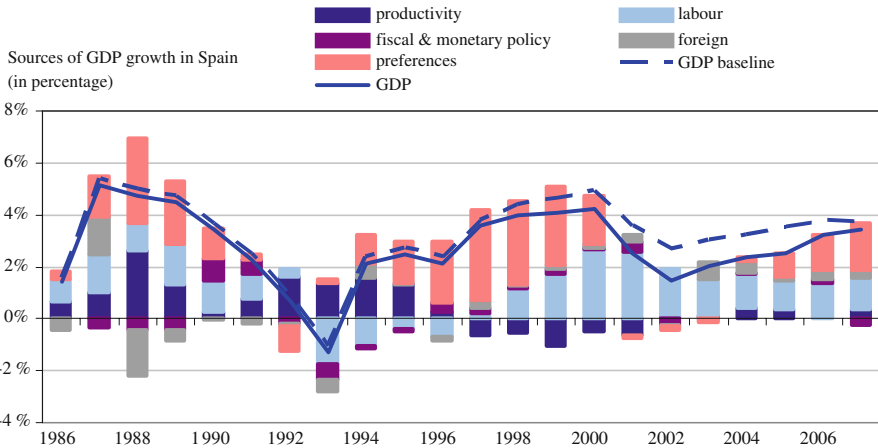 productivity
labour
fiscal & monetary policy
foreign
Sources of GDP growth in Spain
preferences
GDP baseline
(in percentage)
GDP
8%
6%
4%
2%
0%
-2 %
-4 %
1986 1988 1990 1992 1994 1996 1998 2000 2002 2004 2006